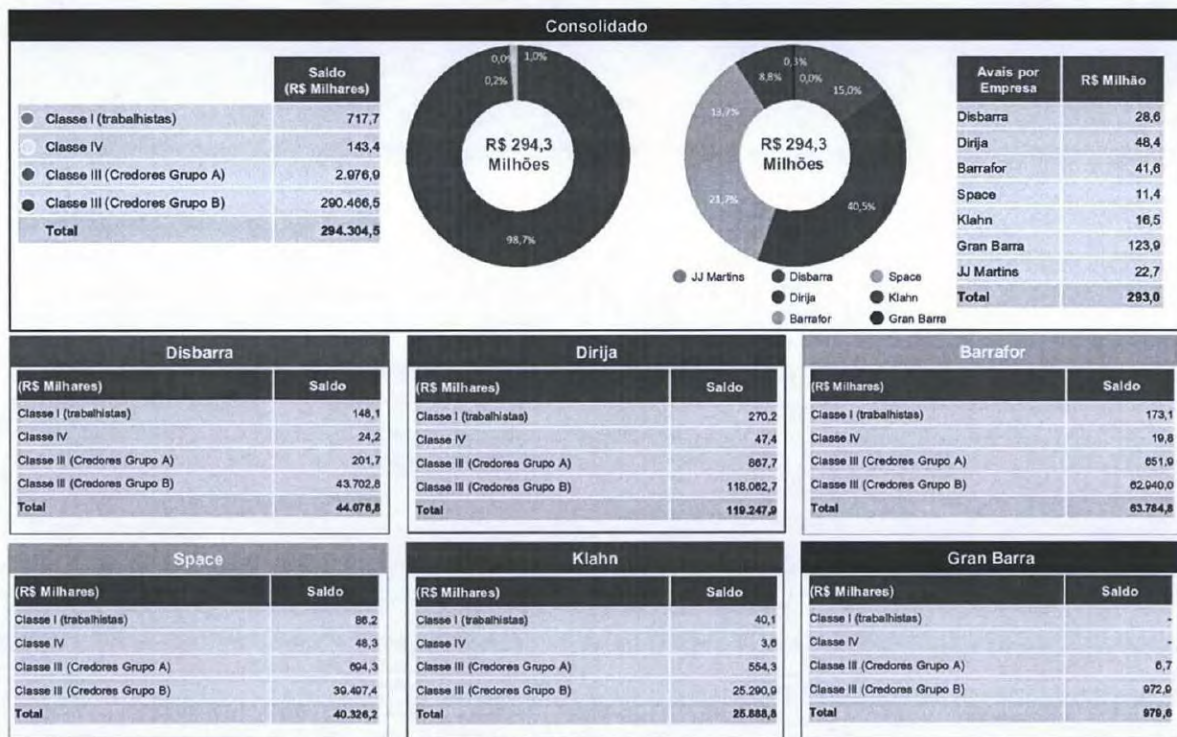 Consolidado
Saldo
(R$ Milhares)
Classe I (trabalhistas) 717,7
Classe IV 143,4
Classe III (Credores Grupo A) 2.976,9
Classe III (Credores Grupo B) 290.466,5
Total 294.304,5
0,0% 1,0%
0,2%
R$ 294,3
Milhões
98,7%
0,3%
8,8% 0,0%
13,7% 15,0%
R$ 294,3
Milhões
21,7% 40,5%
JJ Martins Disbarra Space
Dirija Klahn
Barrafor Gran Barra
Avais por
Empresa R$ Milhão
Disbarra 28,6
Dirija 48,4
Barrafor 41,6
Space 11,4
Klahn 16,5
Gran Barra 123,9
JJ Martins 22,7
Total 293,0
Disbarra
(R$ Milhares) Saldo
Classe I (trabalhistas) 148,1
Classe IV 24,2
Classe III (Credores Grupo A) 201,7
Classe III (Credores Grupo B) 43.702,8
Total 44.076,8
Dirija
(R$ Milhares) Saldo
Classe I (trabalhistas) 270,2
Classe IV 47,4
Classe III (Credores Grupo A) 867,7
Classe III (Credores Grupo B) 118.062,7
Total 119.247,9
Barrafor
(R$ Milhares) Saldo
Classe I (trabalhistas) 173,1
Classe IV 19,8
Classe III (Credores Grupo A) 651,9
Classe III (Credores Grupo B) 62.940,0
Total 63.784,8
Space
(R$ Milhares) Saldo
Classe I (trabalhistas) 86,2
Classe IV 48,3
Classe III (Credores Grupo A) 694,3
Classe III (Credores Grupo B) 39.497,4
Total 40.326,2
Klahn
(R$ Milhares) Saldo
Classe I (trabalhistas) 40,1
Classe IV 3,6
Classe III (Credores Grupo A) 554,3
Classe III (Credores Grupo B) 25.290,9
Total 25.888,8
Gran Barra
(R$ Milhares) Saldo
Classe I (trabalhistas) -
Classe IV -
Classe III (Credores Grupo A) 6,7
Classe III (Credores Grupo B) 972,9
Total 979,6